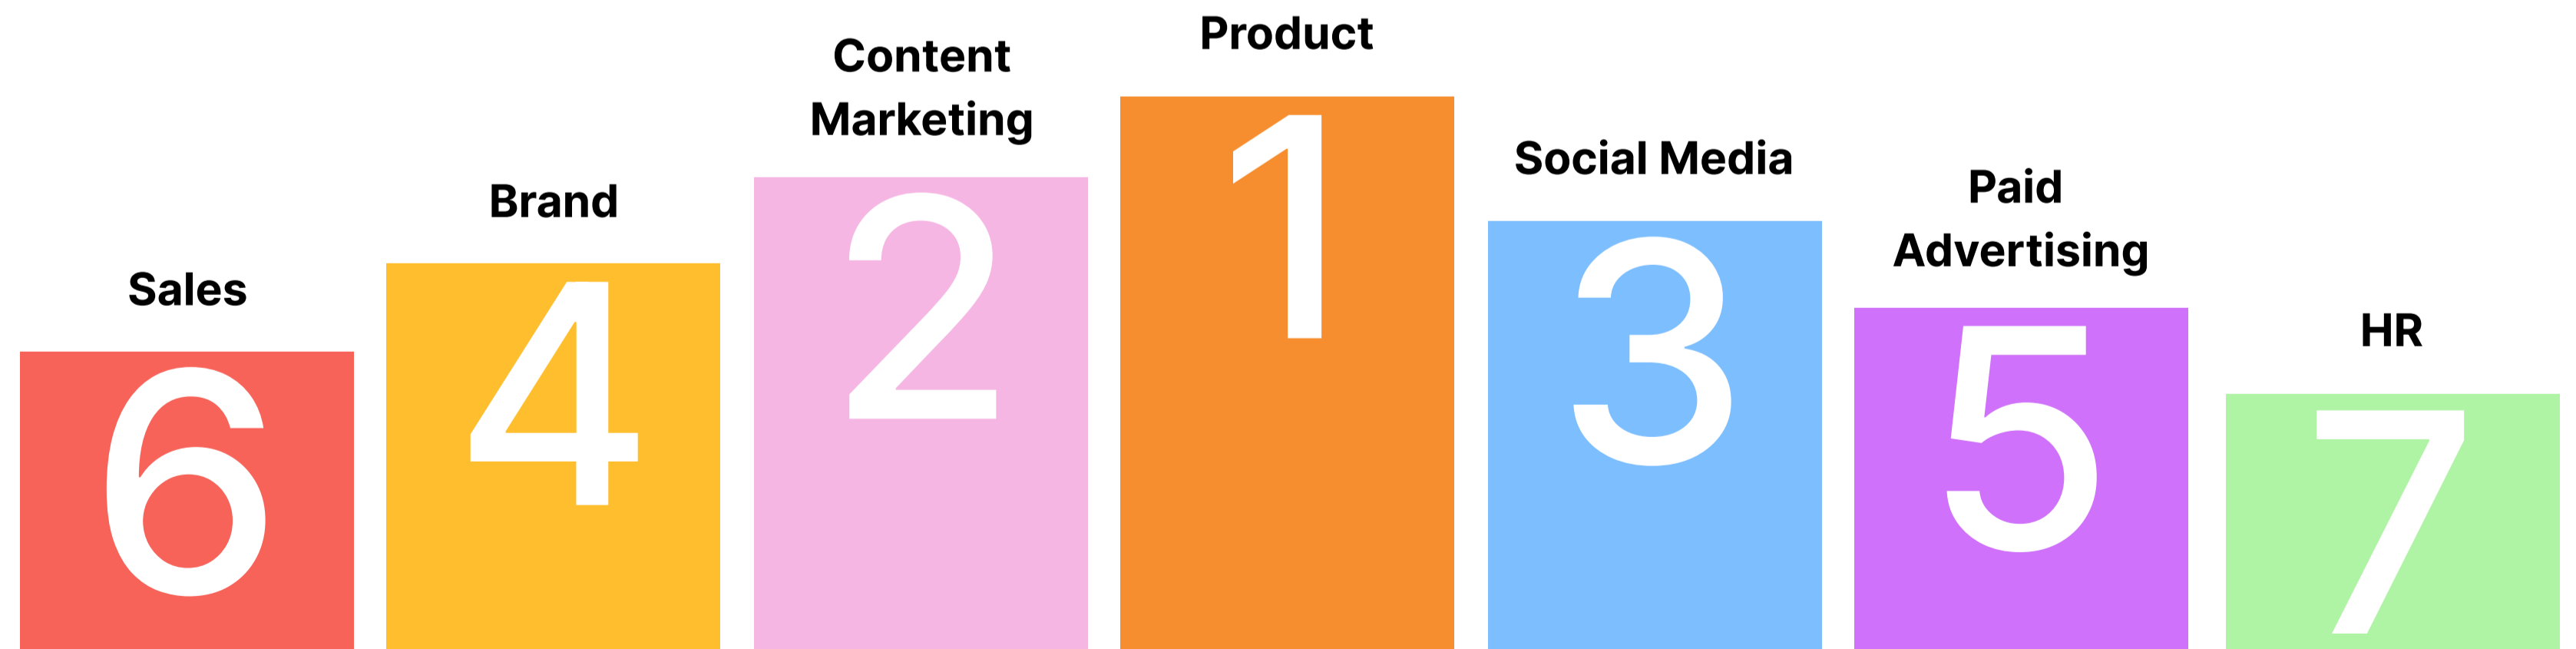 Sales
6
Brand
4
Content
Marketing
2
Product
1
Social Media
3
Paid
Advertising
5
HR
7